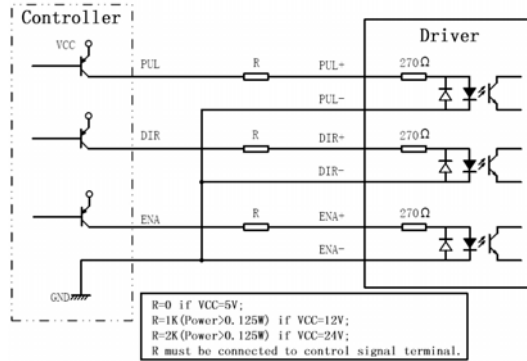 Controller
Driver
VCC
PUL
R
PUL+
270Ω
PUL-
DIR
R
DIR+
270Ω
DIR-
ENA
R
ENA+
270Ω
ENA-
GND
R=0 if VCC=5V;
R=1K(Power>0.125W) if VCC=12V;
R=2K(Power>0.125W) if VCC=24V;
R must be connected to control signal terminal.